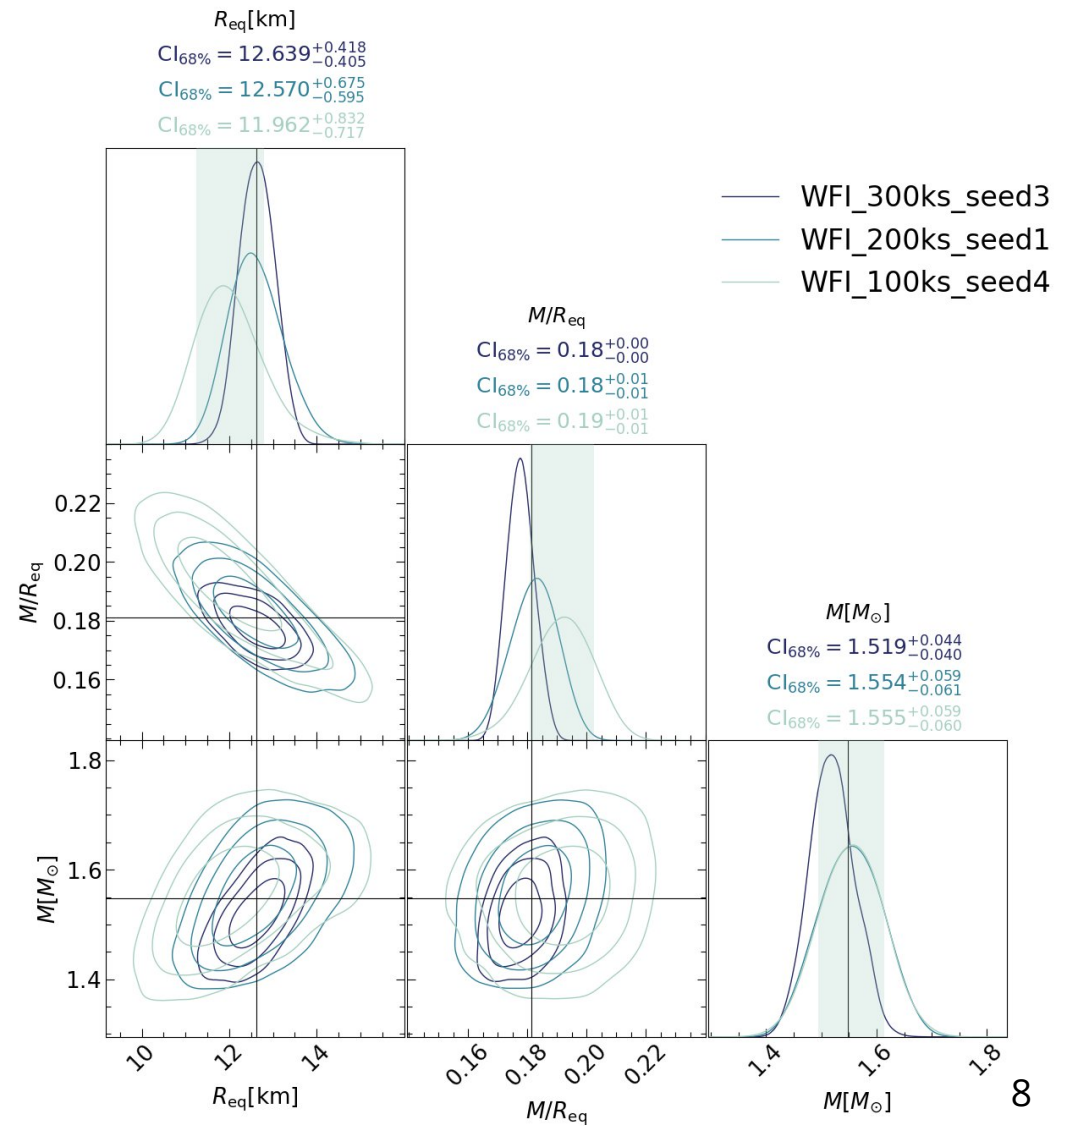 R_eq[km]
CI_68% = 12.639^{+0.418}_{-0.405}
CI_68% = 12.570^{+0.675}_{-0.595}
CI_68% = 11.962^{+0.832}_{-0.717}
WFI_300ks_seed3
WFI_200ks_seed1
WFI_100ks_seed4
M/R_eq
CI_68% = 0.18^{+0.00}_{-0.00}
CI_68% = 0.18^{+0.01}_{-0.01}
CI_68% = 0.19^{+0.01}_{-0.01}
M/R_eq
0.22
0.20
0.18
0.16
M[M_⊙]
CI_68% = 1.519^{+0.044}_{-0.040}
CI_68% = 1.554^{+0.059}_{-0.061}
CI_68% = 1.555^{+0.059}_{-0.060}
M[M_⊙]
1.8
1.6
1.4
10 12 14
R_eq[km]
0.16 0.18 0.20 0.22
M/R_eq
1.4 1.6 1.8
M[M_⊙]
8